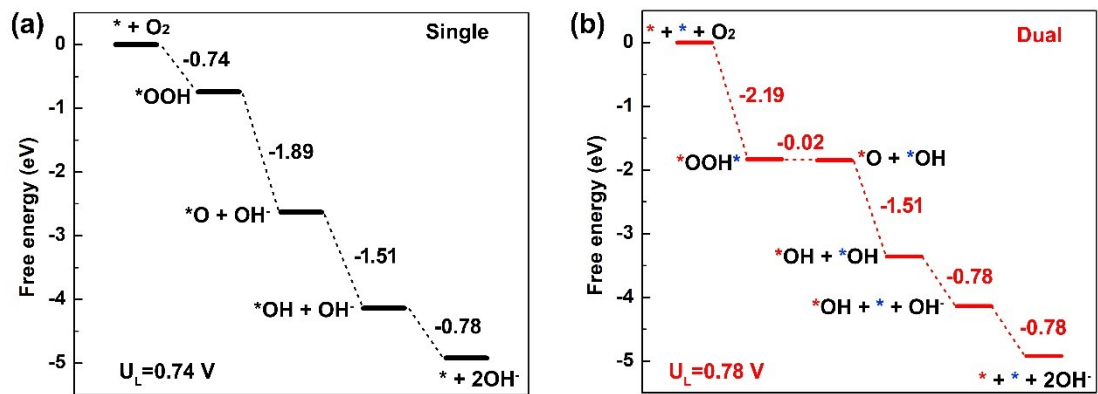 (a)
Single
* + O₂
-0.74
*OOH
-1.89
*O + OH⁻
-1.51
*OH + OH⁻
-0.78
* + 2OH⁻
U_L=0.74 V
Free energy (eV)
0
-1
-2
-3
-4
-5
(b)
Dual
* + * + O₂
-2.19
-0.02
*OOH*
*O + *OH
-1.51
*OH + *OH
-0.78
*OH + * + OH⁻
-0.78
* + * + 2OH⁻
U_L=0.78 V
Free energy (eV)
0
-1
-2
-3
-4
-5